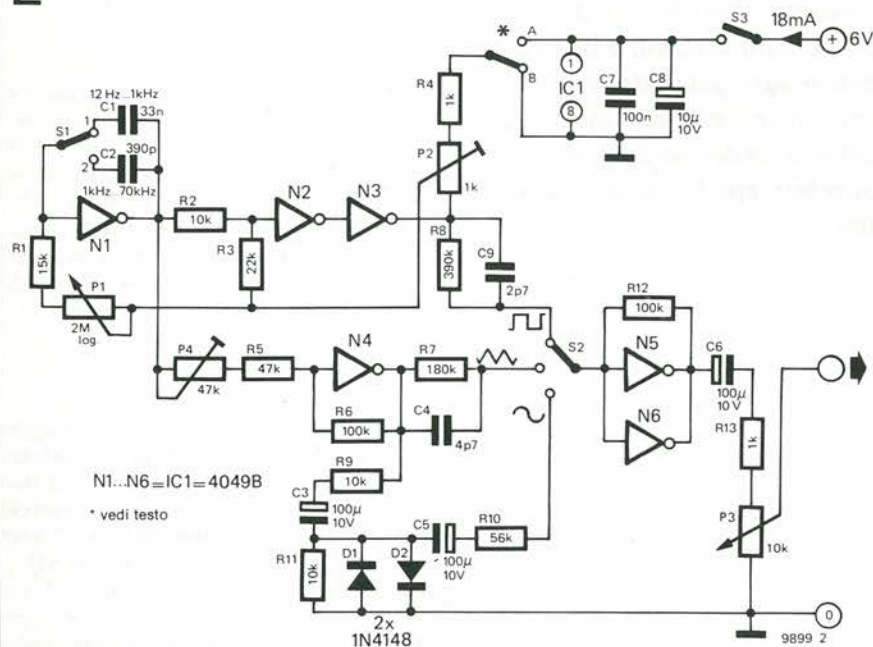 *
A
B
S3
18mA
+
6V
R4
1k
1
IC1
8
C7
100n
C8
10µ
10V
12 Hz...1kHz
C1
33n
S1
1
390p
C2
2
1kHz...70kHz
P2
1k
N1
R2
10k
N2
N3
R1
15k
R3
22k
R8
390k
C9
2p7
P1
2M
log.
R12
100k
P4
47k
R5
47k
N4
R7
180k
S2
N5
C6
100µ
10V
R6
100k
C4
4p7
N6
R13
1k
N1...N6=IC1=4049B
R9
10k
* vedi testo
C3
100µ
10V
C5
100µ
10V
R10
56k
P3
10k
R11
10k
D1
D2
2x
1N4148
0
9899 2